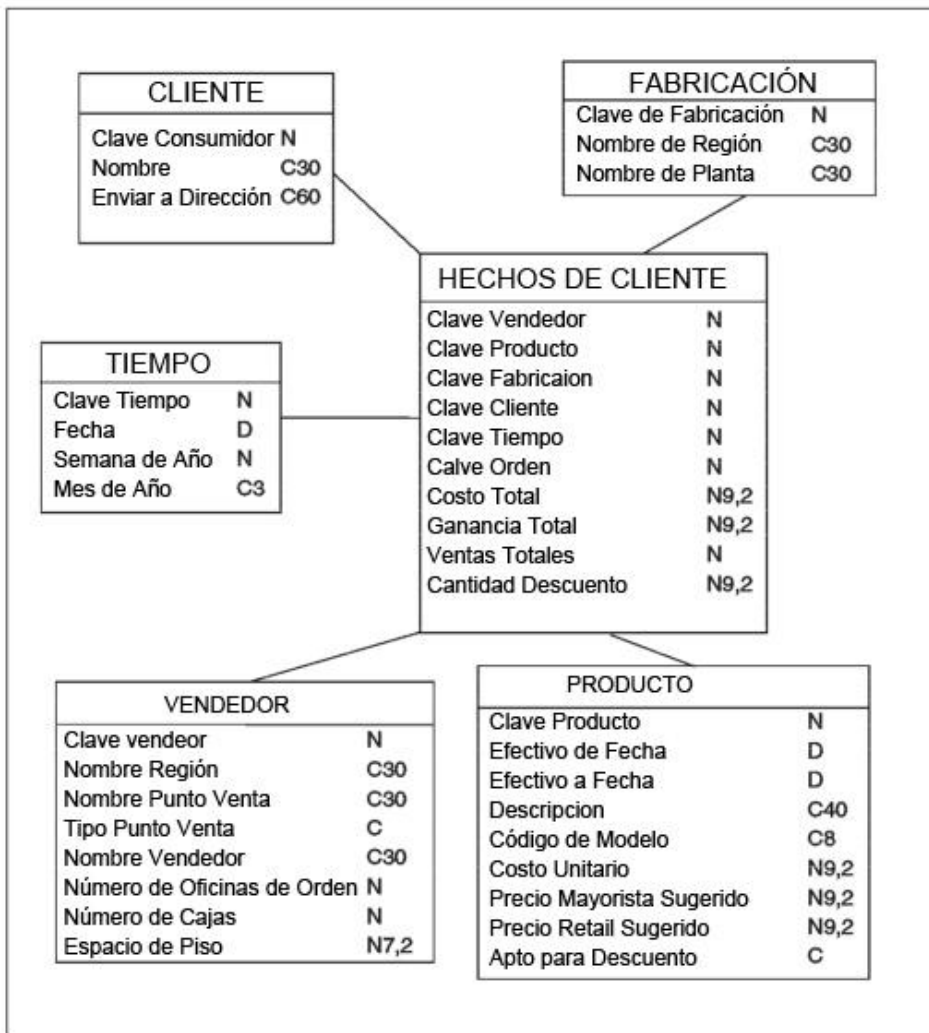 CLIENTE
Clave Consumidor N
Nombre C30
Enviar a Dirección C60
FABRICACIÓN
Clave de Fabricación N
Nombre de Región C30
Nombre de Planta C30
HECHOS DE CLIENTE
Clave Vendedor N
Clave Producto N
Clave Fabricaion N
Clave Cliente N
Clave Tiempo N
Calve Orden N
Costo Total N9,2
Ganancia Total N9,2
Ventas Totales N
Cantidad Descuento N9,2
TIEMPO
Clave Tiempo N
Fecha D
Semana de Año N
Mes de Año C3
VENDEDOR
Clave vendeor N
Nombre Región C30
Nombre Punto Venta C30
Tipo Punto Venta C
Nombre Vendedor C30
Número de Oficinas de Orden N
Número de Cajas N
Espacio de Piso N7,2
PRODUCTO
Clave Producto N
Efectivo de Fecha D
Efectivo a Fecha D
Descripcion C40
Código de Modelo C8
Costo Unitario N9,2
Precio Mayorista Sugerido N9,2
Precio Retail Sugerido N9,2
Apto para Descuento C